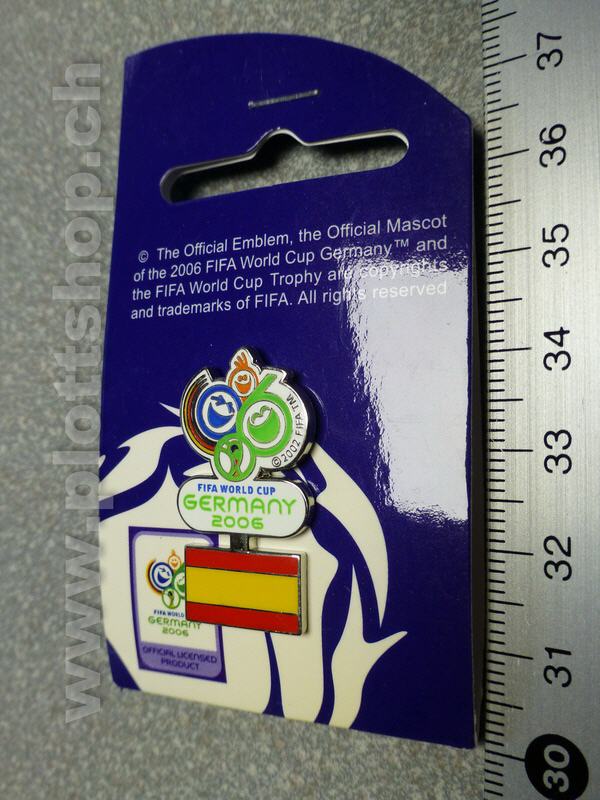 © The Official Emblem, the Official Mascot
of the 2006 FIFA World Cup Germany™ and
the FIFA World Cup Trophy are copyrights
and trademarks of FIFA. All rights reserved
©2002 FIFA TM
FIFA WORLD CUP
GERMANY
2006
FIFA WORLD
GERMANY
2006
OFFICIAL LICENSED
PRODUCT
37
36
35
34
33
32
31
30
www.plottshop.ch